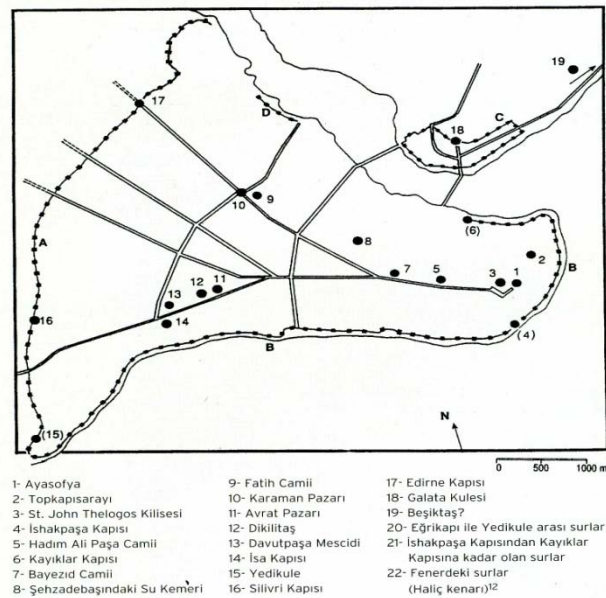 19
17
C
18
D
10
9
(6)
8
2
A
7
5
3
1
B
12
11
13
16
14
(4)
B
(15)
N
0 500 1000 m
1- Ayasofya
2- Topkapısarayı
3- St. John Thelogos Kilisesi
4- İshakpaşa Kapısı
5- Hadım Ali Paşa Camii
6- Kayıklar Kapısı
7- Bayezıd Camii
8- Şehzadebaşındaki Su Kemeri
9- Fatih Camii
10- Karaman Pazarı
11- Avrat Pazarı
12- Dikilitaş
13- Davutpaşa Mescidi
14- İsa Kapısı
15- Yedikule
16- Silivri Kapısı
17- Edirne Kapısı
18- Galata Kulesi
19- Beşiktaş?
20- Eğrikapı ile Yedikule arası surlar
21- İshakpaşa Kapısından Kayıklar
Kapısına kadar olan surlar
22- Fenerdeki surlar
(Haliç kenarı)12